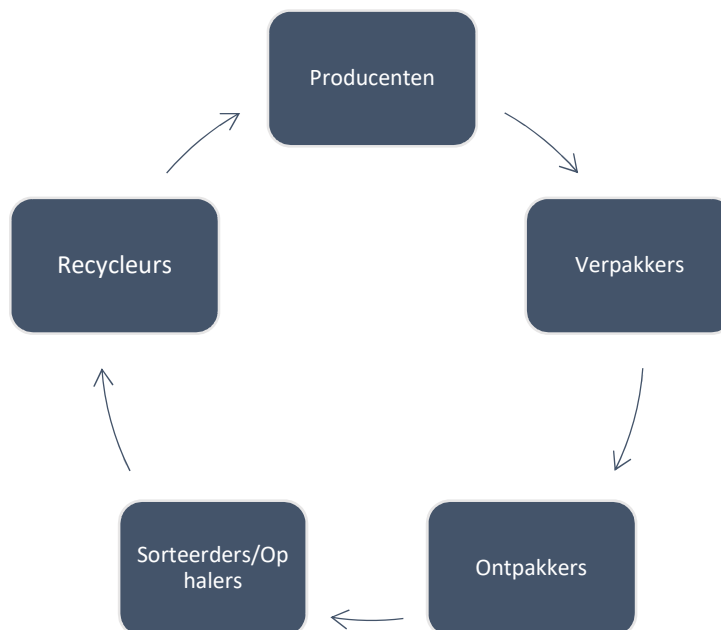 Producenten
Verpakkers
Ontpakkers
Sorteerders/Op
halers
Recycleurs